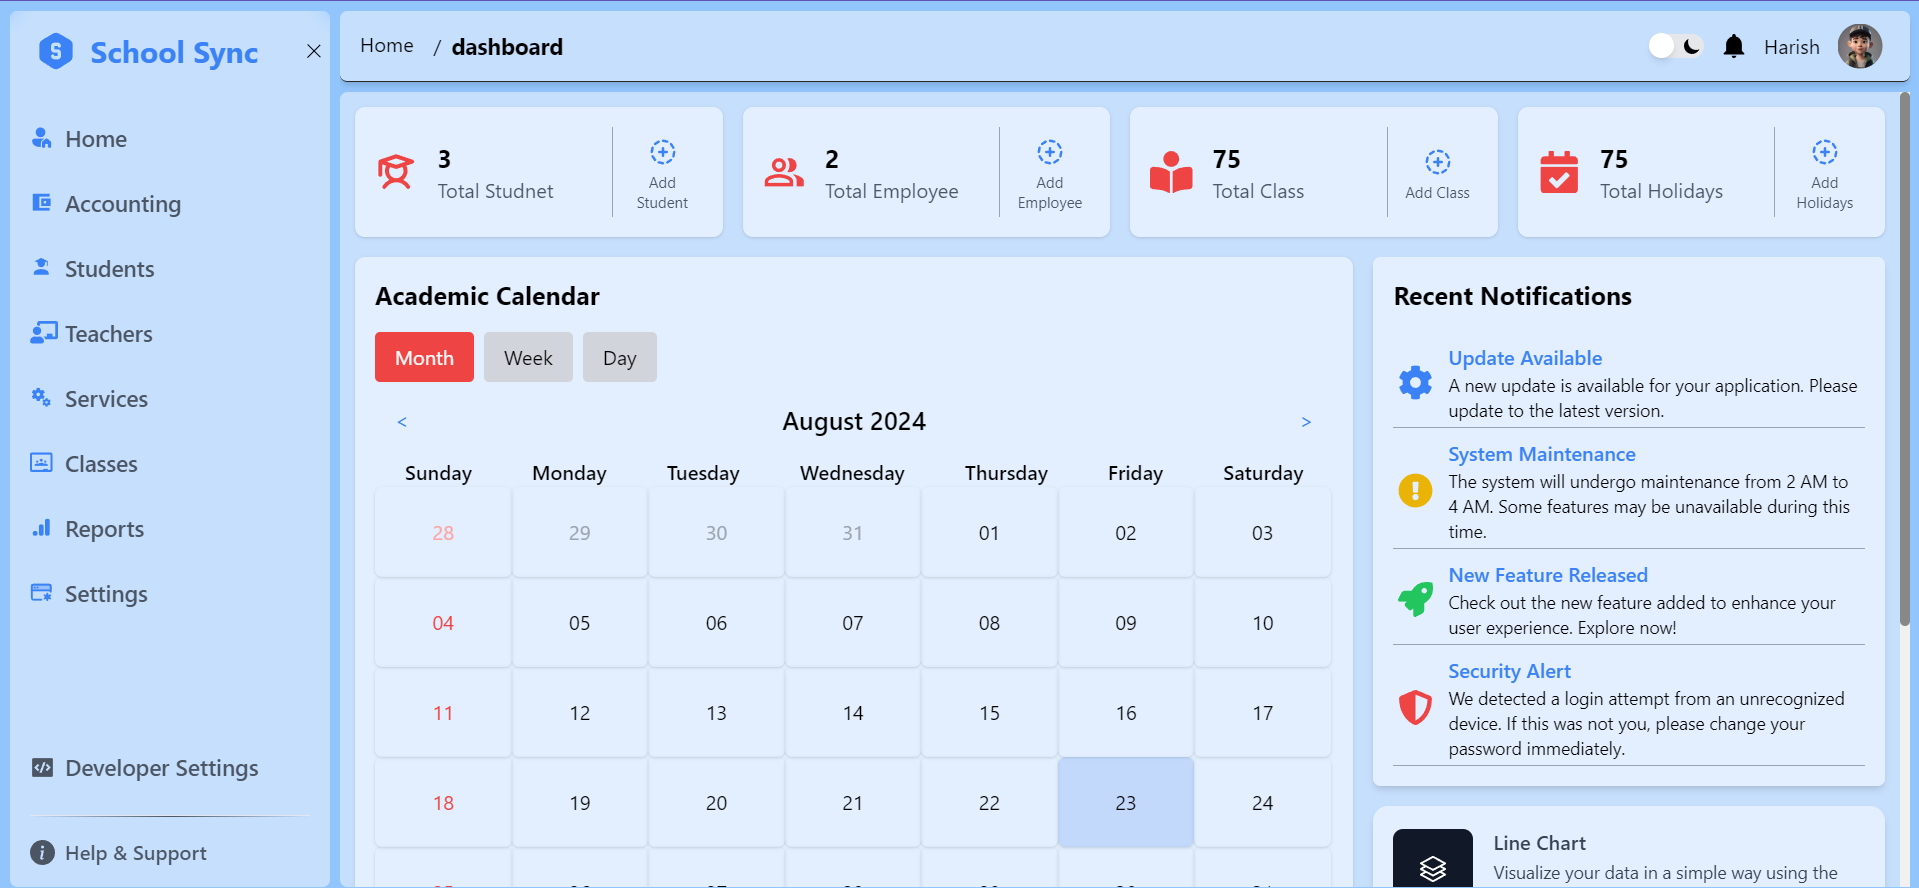 School Sync
Home
Accounting
Students
Teachers
Services
Classes
Reports
Settings
Developer Settings
Help & Support
Home / dashboard
Harish
3
Total Studnet
Add
Student
2
Total Employee
Add
Employee
75
Total Class
Add Class
75
Total Holidays
Add
Holidays
Academic Calendar
Month Week Day
< August 2024 >
Sunday Monday Tuesday Wednesday Thursday Friday Saturday
28 29 30 31 01 02 03
04 05 06 07 08 09 10
11 12 13 14 15 16 17
18 19 20 21 22 23 24
Recent Notifications
Update Available
A new update is available for your application. Please
update to the latest version.
System Maintenance
The system will undergo maintenance from 2 AM to
4 AM. Some features may be unavailable during this
time.
New Feature Released
Check out the new feature added to enhance your
user experience. Explore now!
Security Alert
We detected a login attempt from an unrecognized
device. If this was not you, please change your
password immediately.
Line Chart
Visualize your data in a simple way using the